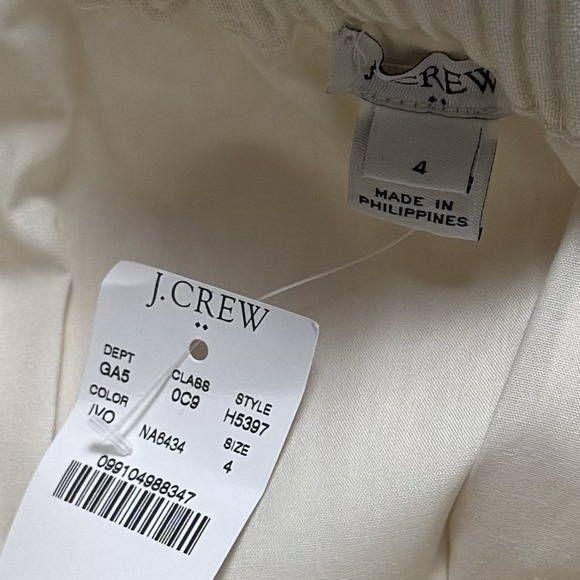 J.CREW
4
MADE IN
PHILIPPINES
J.CREW
DEPT CLASS STYLE
GA5 0C9 H5397
COLOR SIZE
IVO NA6434 4
099104988347